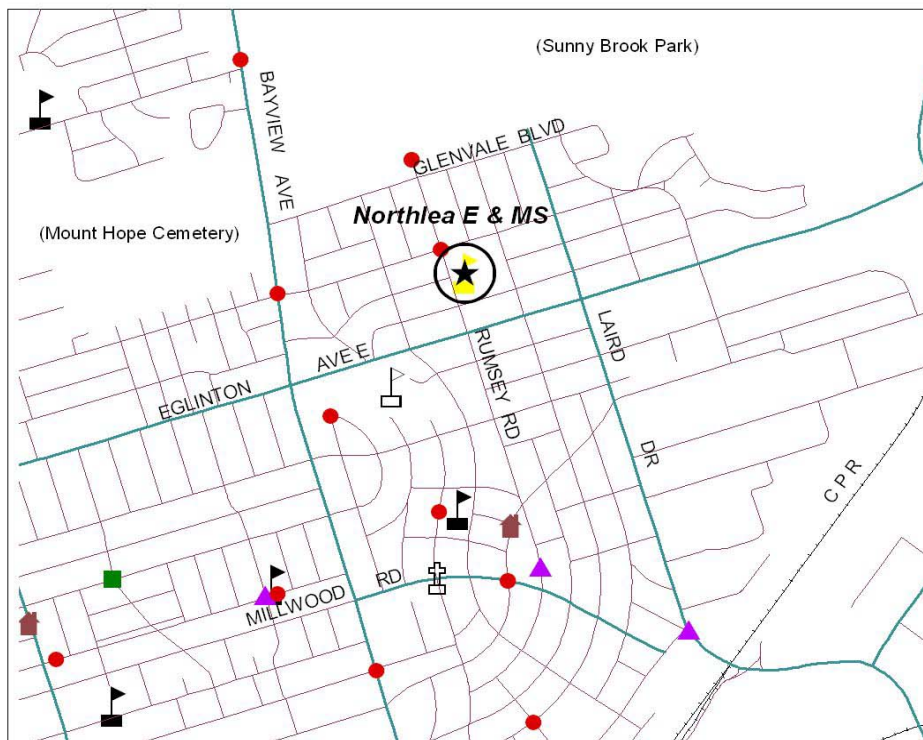 (Sunny Brook Park)
BAYVIEW AVE
GLENVALE BLVD
Northlea E & MS
(Mount Hope Cemetery)
LAIRD DR
RUMSEY RD
EGLINTON AVE E
C P R
MILLWOOD RD